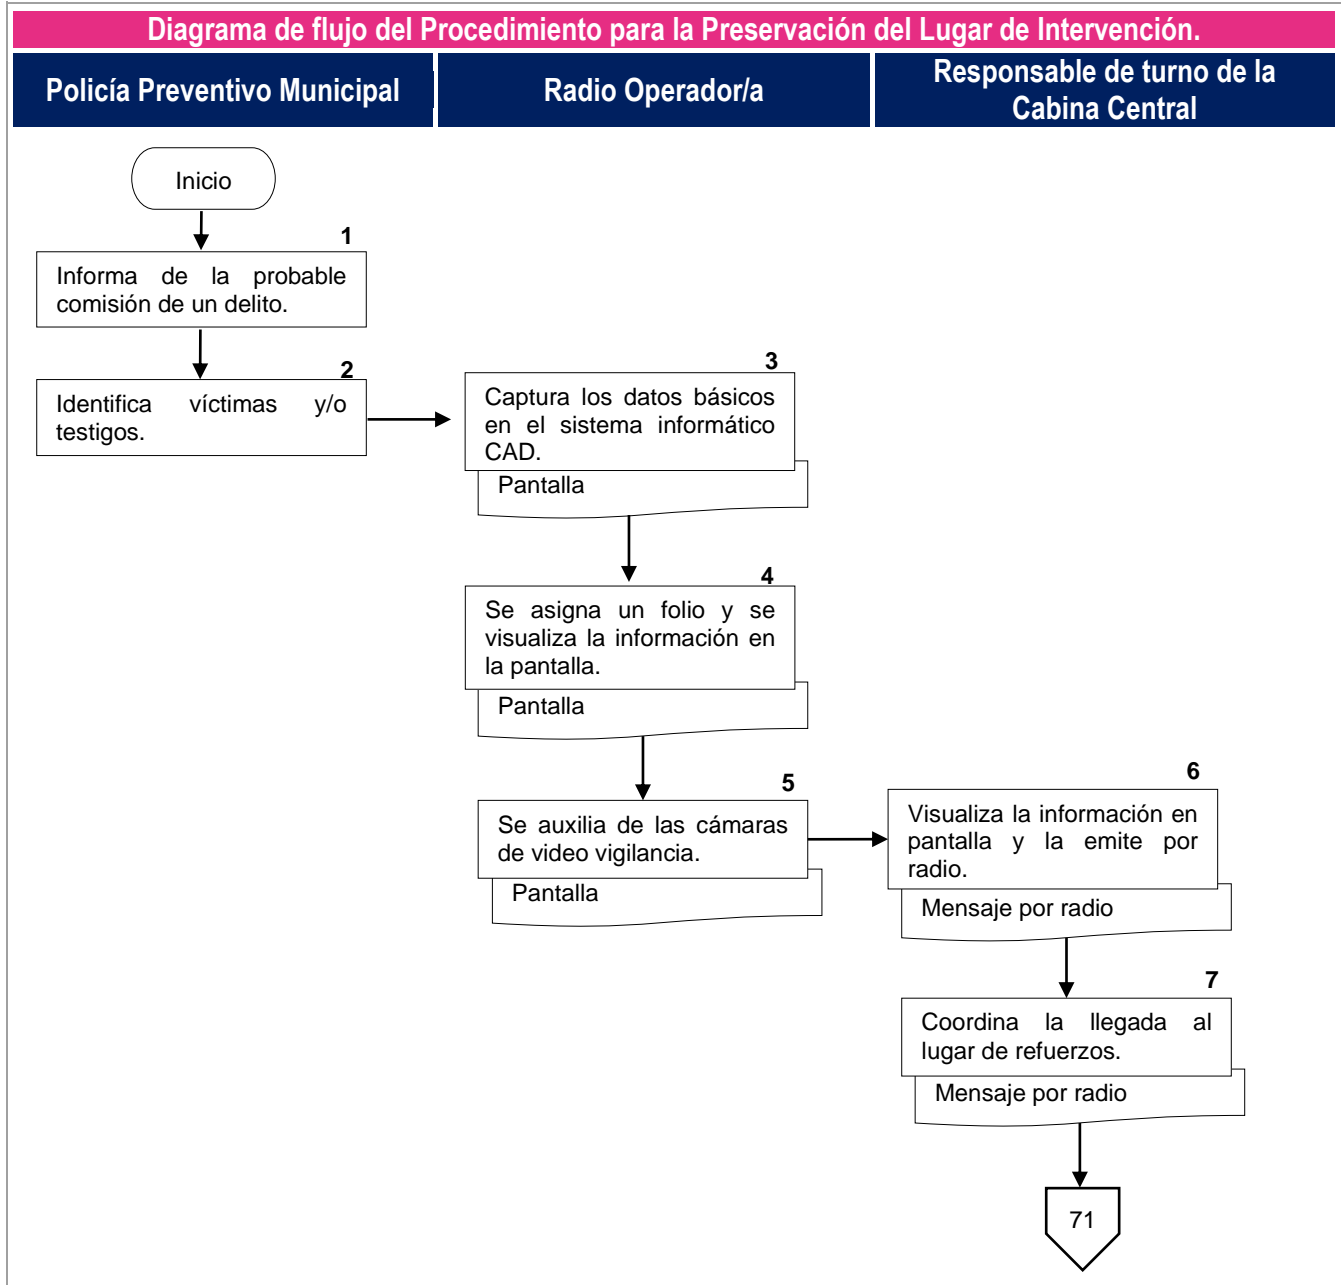 Diagrama de flujo del Procedimiento para la Preservación del Lugar de Intervención.
Policía Preventivo Municipal
Radio Operador/a
Responsable de turno de la
Cabina Central
Inicio
1
Informa de la probable
comisión de un delito.
2
Identifica víctimas y/o
testigos.
3
Captura los datos básicos
en el sistema informático
CAD.
Pantalla
4
Se asigna un folio y se
visualiza la información en
la pantalla.
Pantalla
5
Se auxilia de las cámaras
de video vigilancia.
Pantalla
6
Visualiza la información en
pantalla y la emite por
radio.
Mensaje por radio
7
Coordina la llegada al
lugar de refuerzos.
Mensaje por radio
71